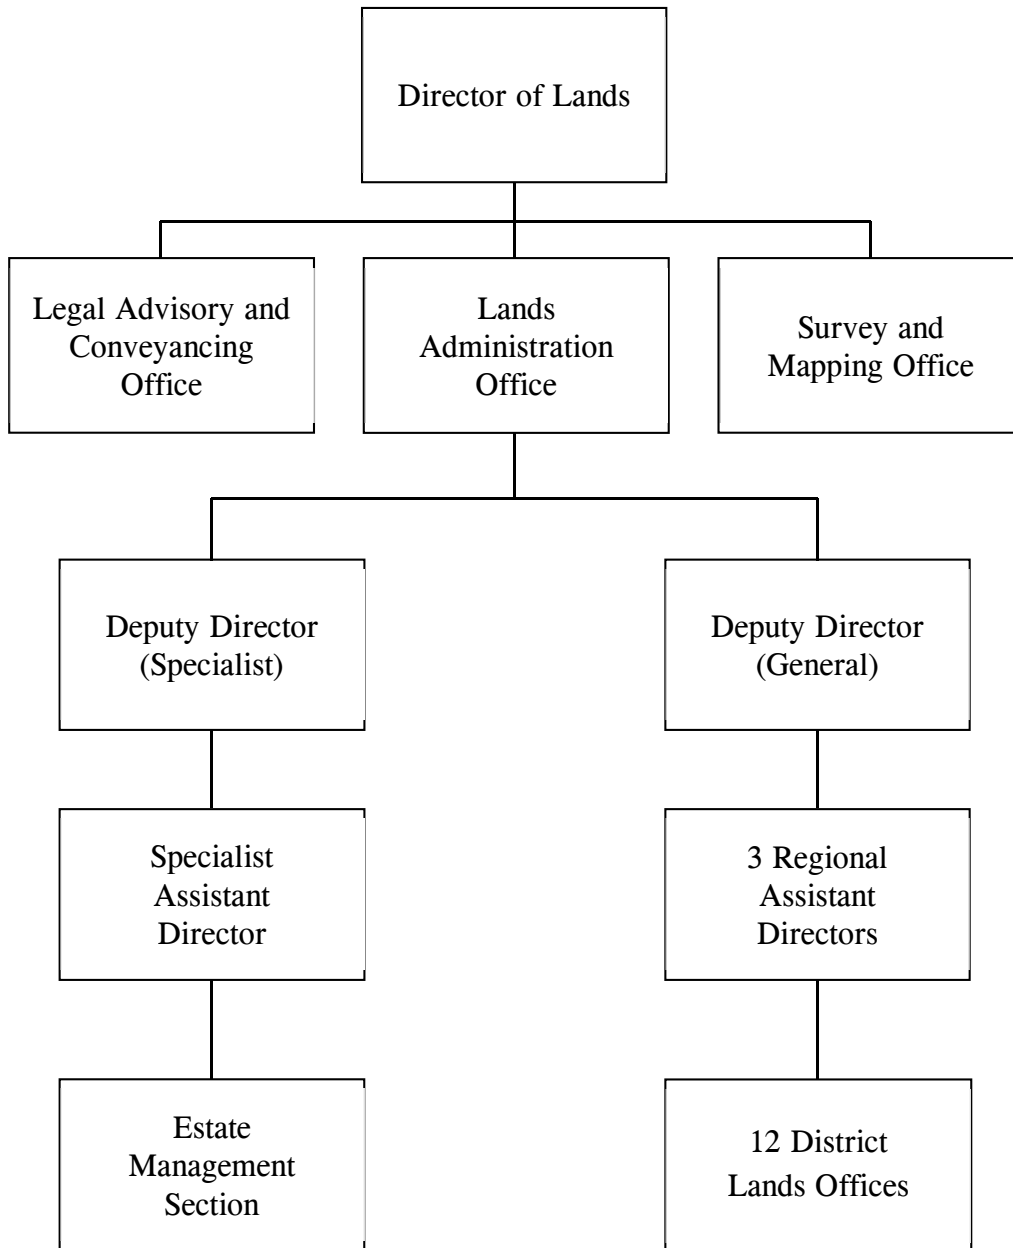 Director of Lands
Legal Advisory and
Conveyancing
Office
Lands
Administration
Office
Survey and
Mapping Office
Deputy Director
(Specialist)
Deputy Director
(General)
Specialist
Assistant
Director
3 Regional
Assistant
Directors
Estate
Management
Section
12 District
Lands Offices